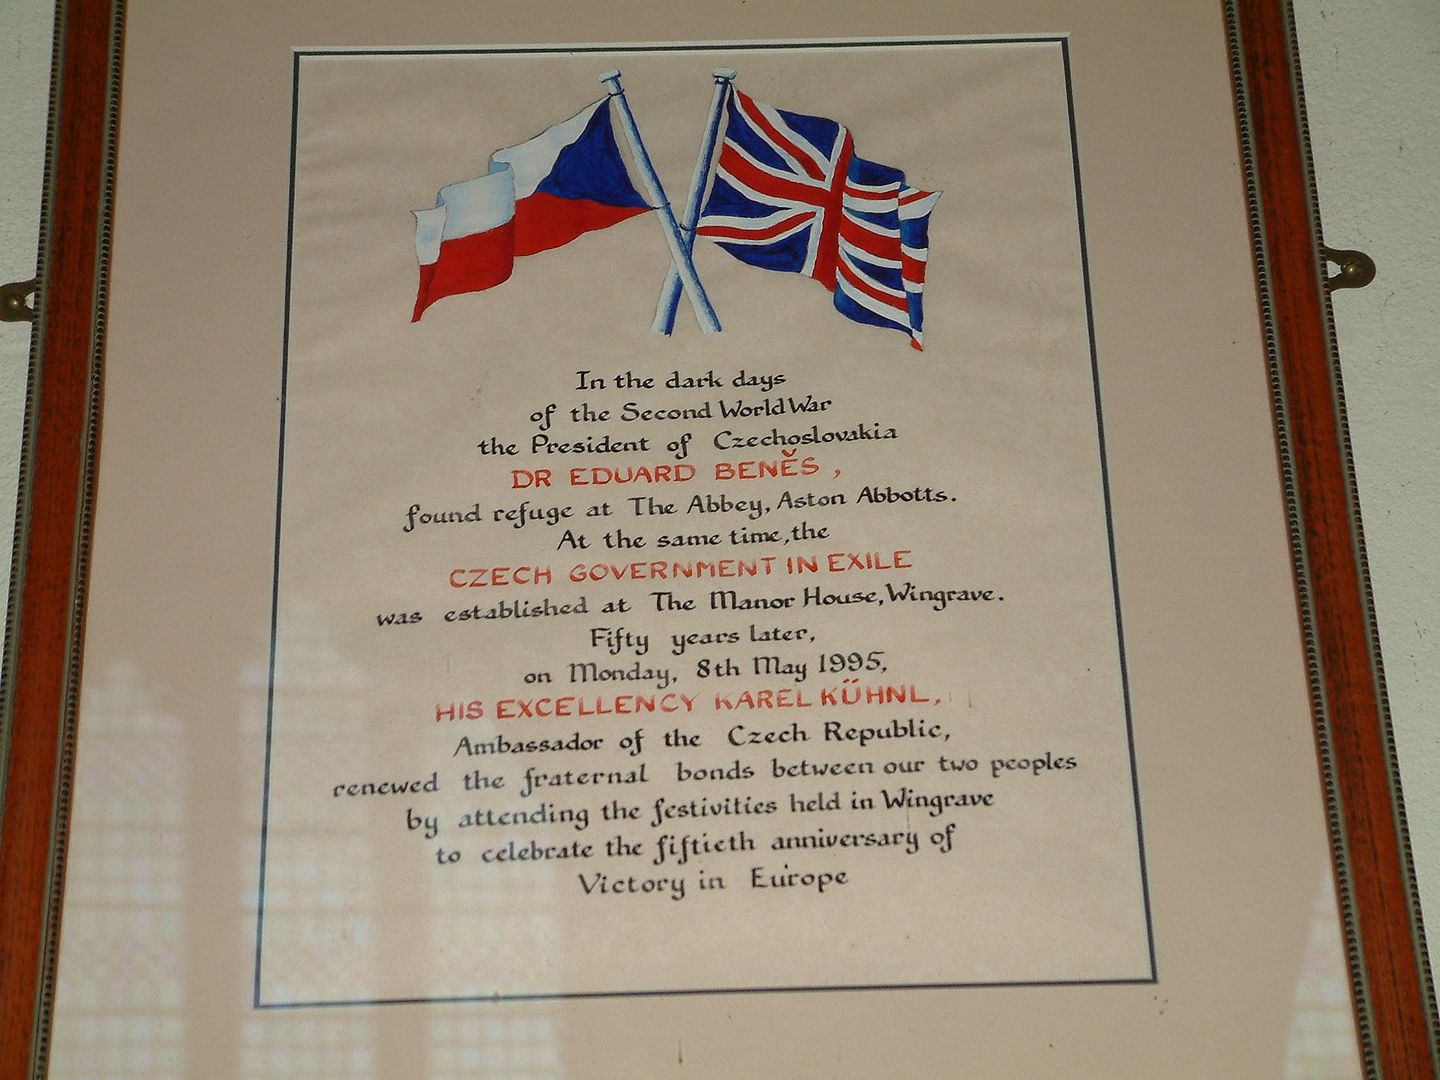 In the dark days
of the Second World War
the President of Czechoslovakia
DR EDUARD BENĚS,
found refuge at The Abbey, Aston Abbotts.
At the same time, the
CZECH GOVERNMENT IN EXILE
was established at The Manor House, Wingrave.
Fifty years later,
on Monday, 8th May 1995,
HIS EXCELLENCY KAREL KÜHNL,
Ambassador of the Czech Republic,
renewed the fraternal bonds between our two peoples
by attending the festivities held in Wingrave
to celebrate the fiftieth anniversary of
Victory in Europe